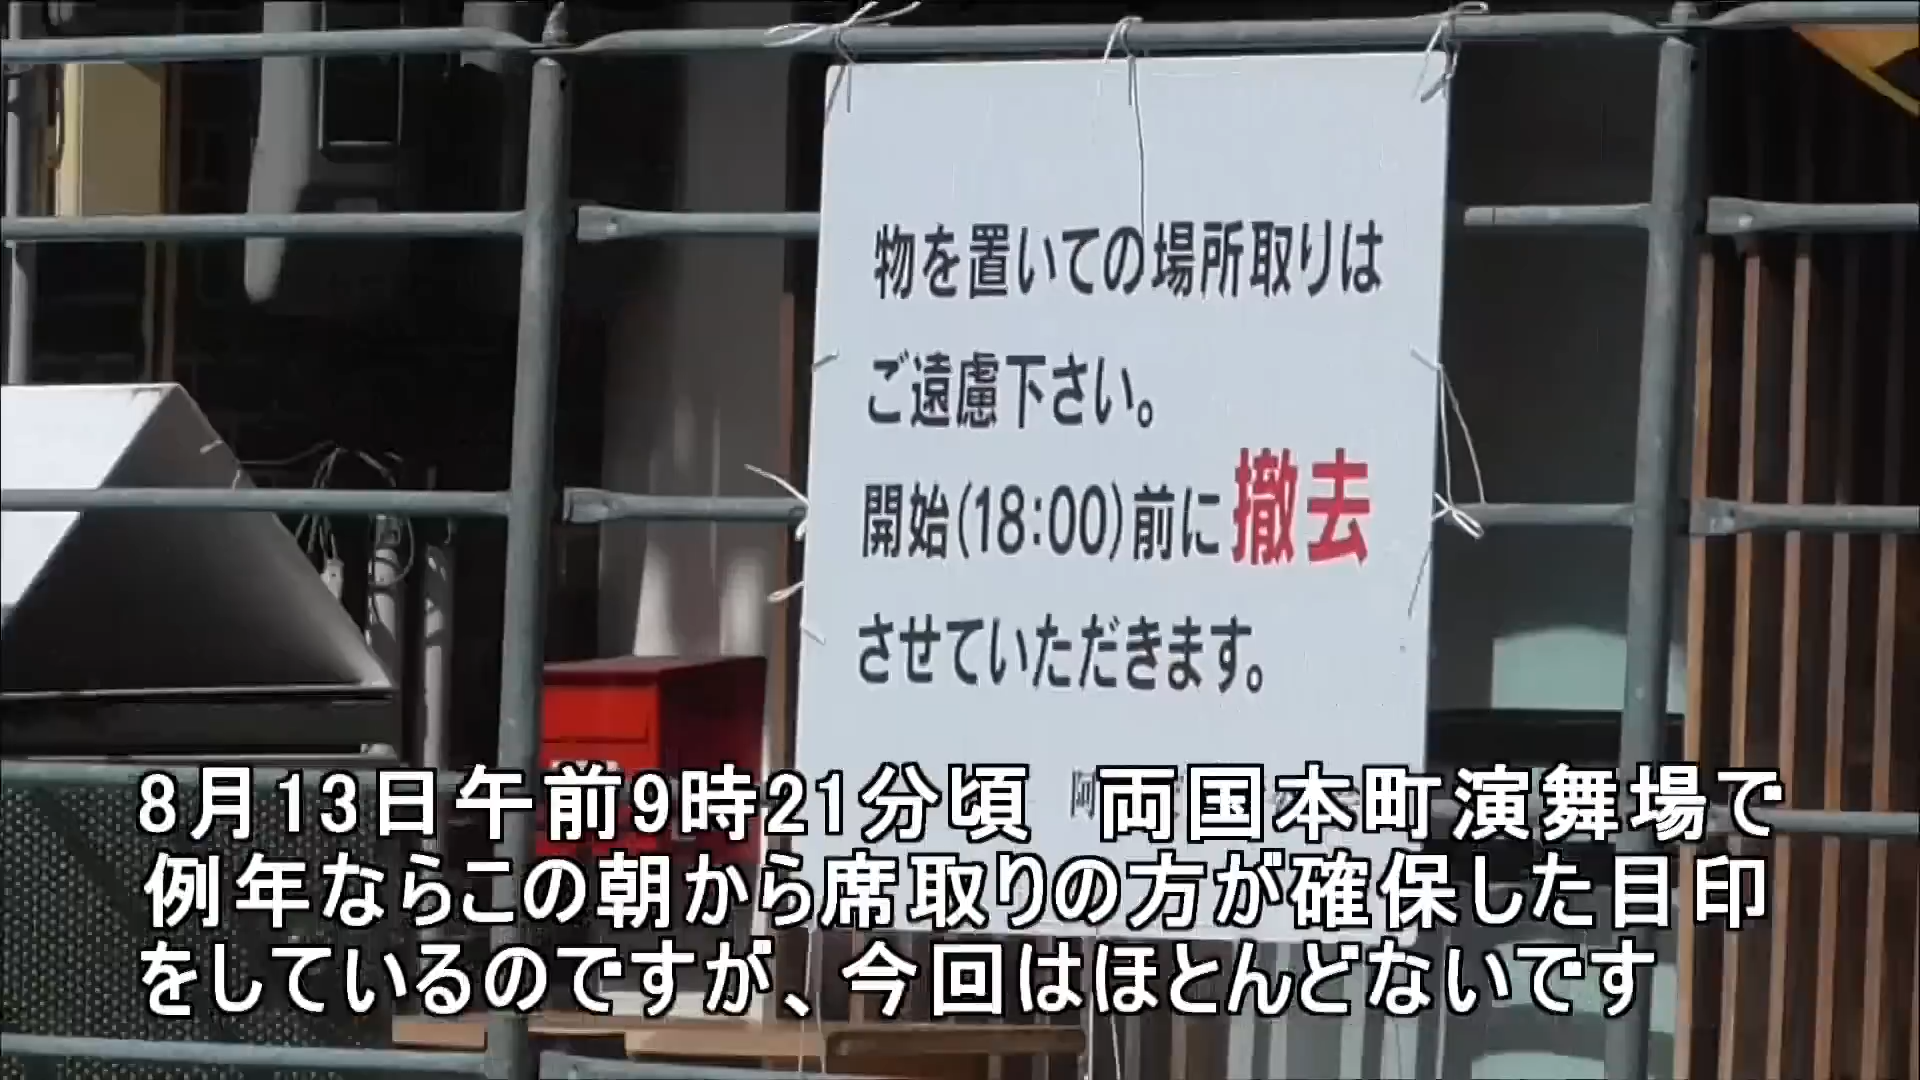 物を置いての場所取りは
ご遠慮下さい。
開始(18:00)前に撤去
させていただきます。
阿
8月13日午前9時21分頃　両国本町演舞場で
例年ならこの朝から席取りの方が確保した目印
をしているのですが、今回はほとんどないです